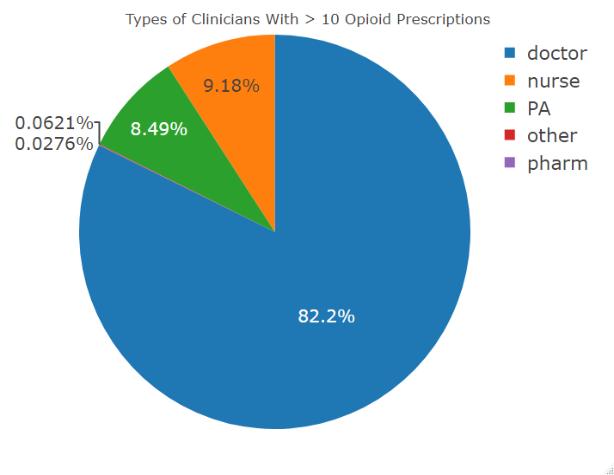 Types of Clinicians With > 10 Opioid Prescriptions
doctor
nurse
PA
other
pharm
9.18%
8.49%
0.0621%
0.0276%
82.2%